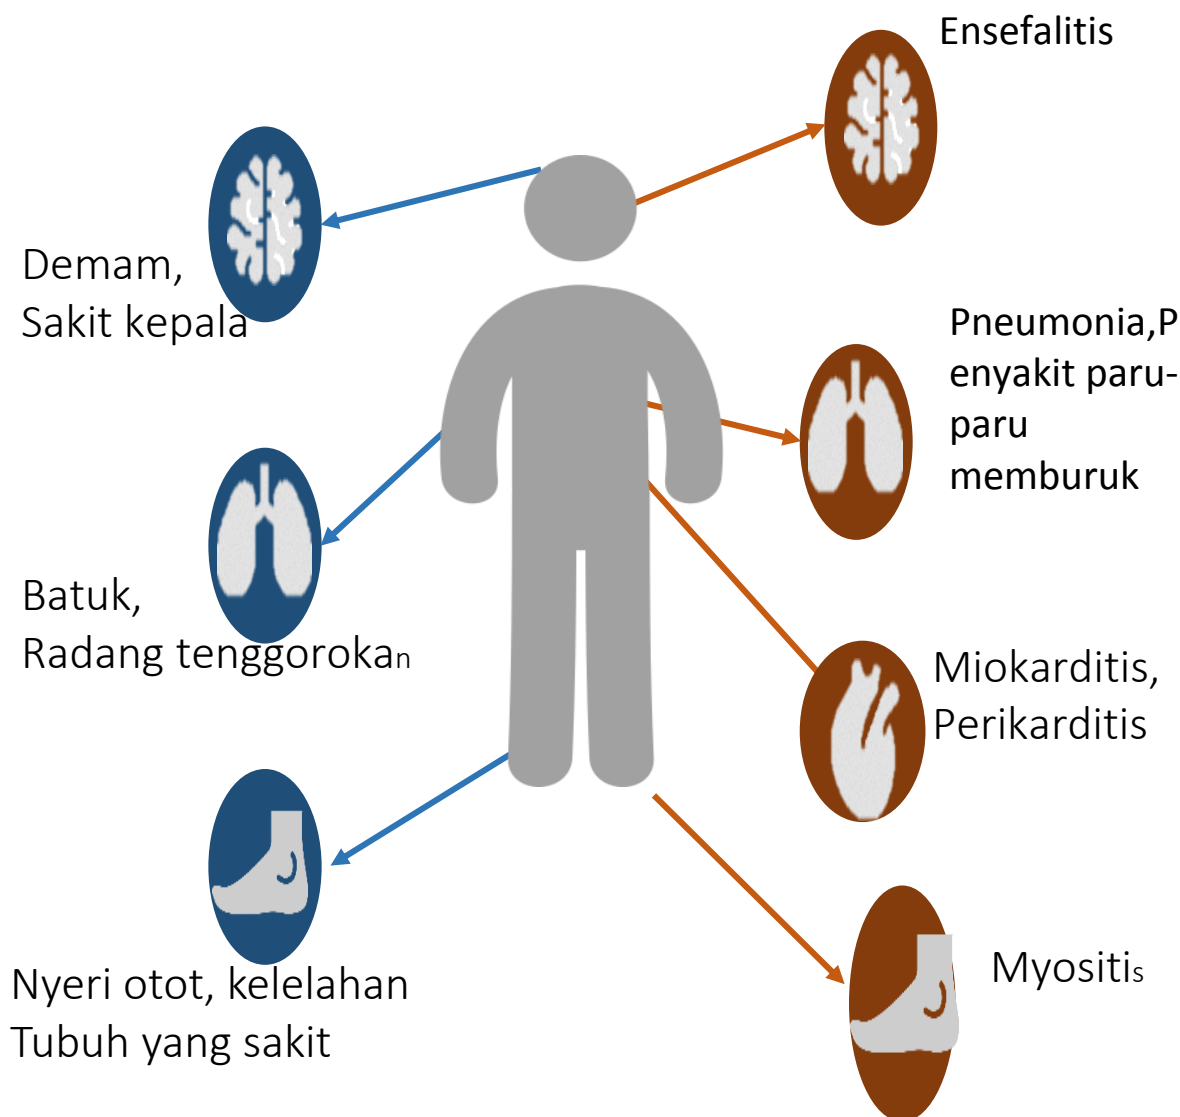 Ensefalitis
Demam,
Sakit kepala
Pneumonia,P
enyakit paru-
paru
memburuk
Batuk,
Radang tenggorokan
Miokarditis,
Perikarditis
Nyeri otot, kelelahan
Tubuh yang sakit
Myositis